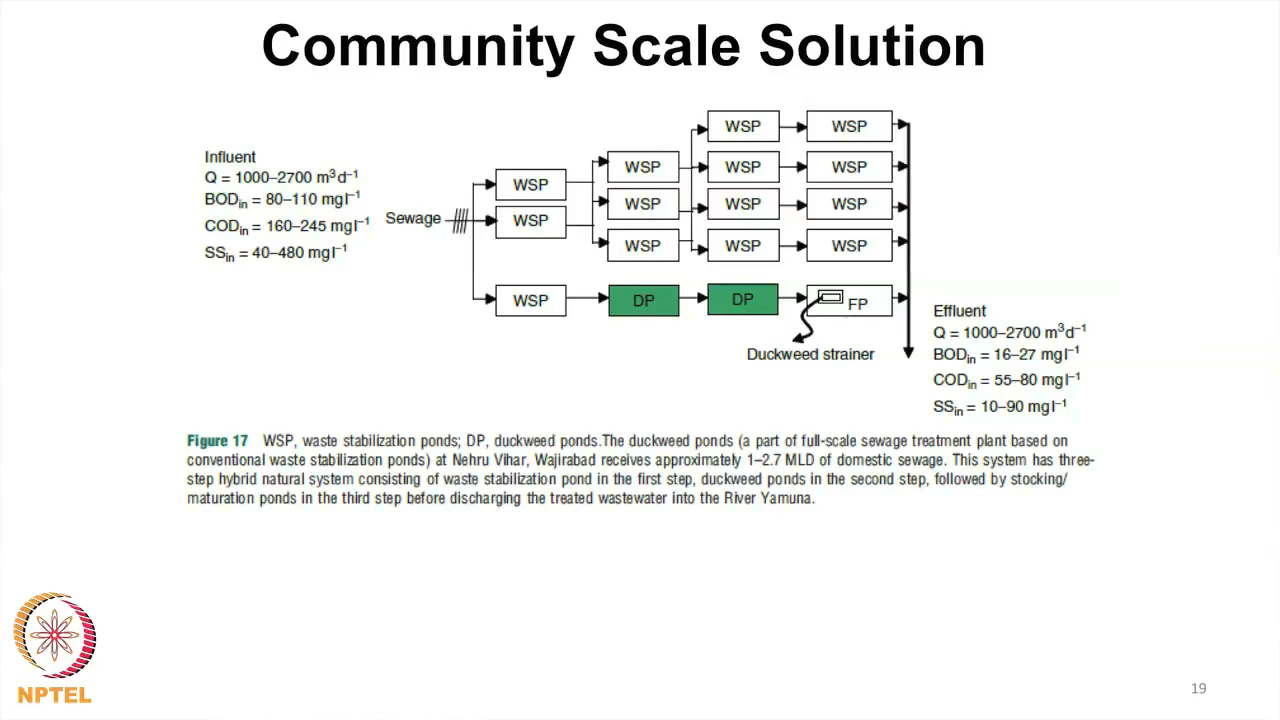 Community Scale Solution
Influent
Q = 1000–2700 m³d⁻¹
BODin = 80–110 mgl⁻¹
CODin = 160–245 mgl⁻¹
SSin = 40–480 mgl⁻¹
Sewage
WSP
WSP
WSP
WSP
WSP
WSP
WSP
WSP
WSP
WSP
WSP
WSP
WSP
WSP
DP
DP
FP
Duckweed strainer
Effluent
Q = 1000–2700 m³d⁻¹
BODin = 16–27 mgl⁻¹
CODin = 55–80 mgl⁻¹
SSin = 10–90 mgl⁻¹
Figure 17 WSP, waste stabilization ponds; DP, duckweed ponds.The duckweed ponds (a part of full-scale sewage treatment plant based on
conventional waste stabilization ponds) at Nehru Vihar, Wajirabad receives approximately 1–2.7 MLD of domestic sewage. This system has three-
step hybrid natural system consisting of waste stabilization pond in the first step, duckweed ponds in the second step, followed by stocking/
maturation ponds in the third step before discharging the treated wastewater into the River Yamuna.
NPTEL
19